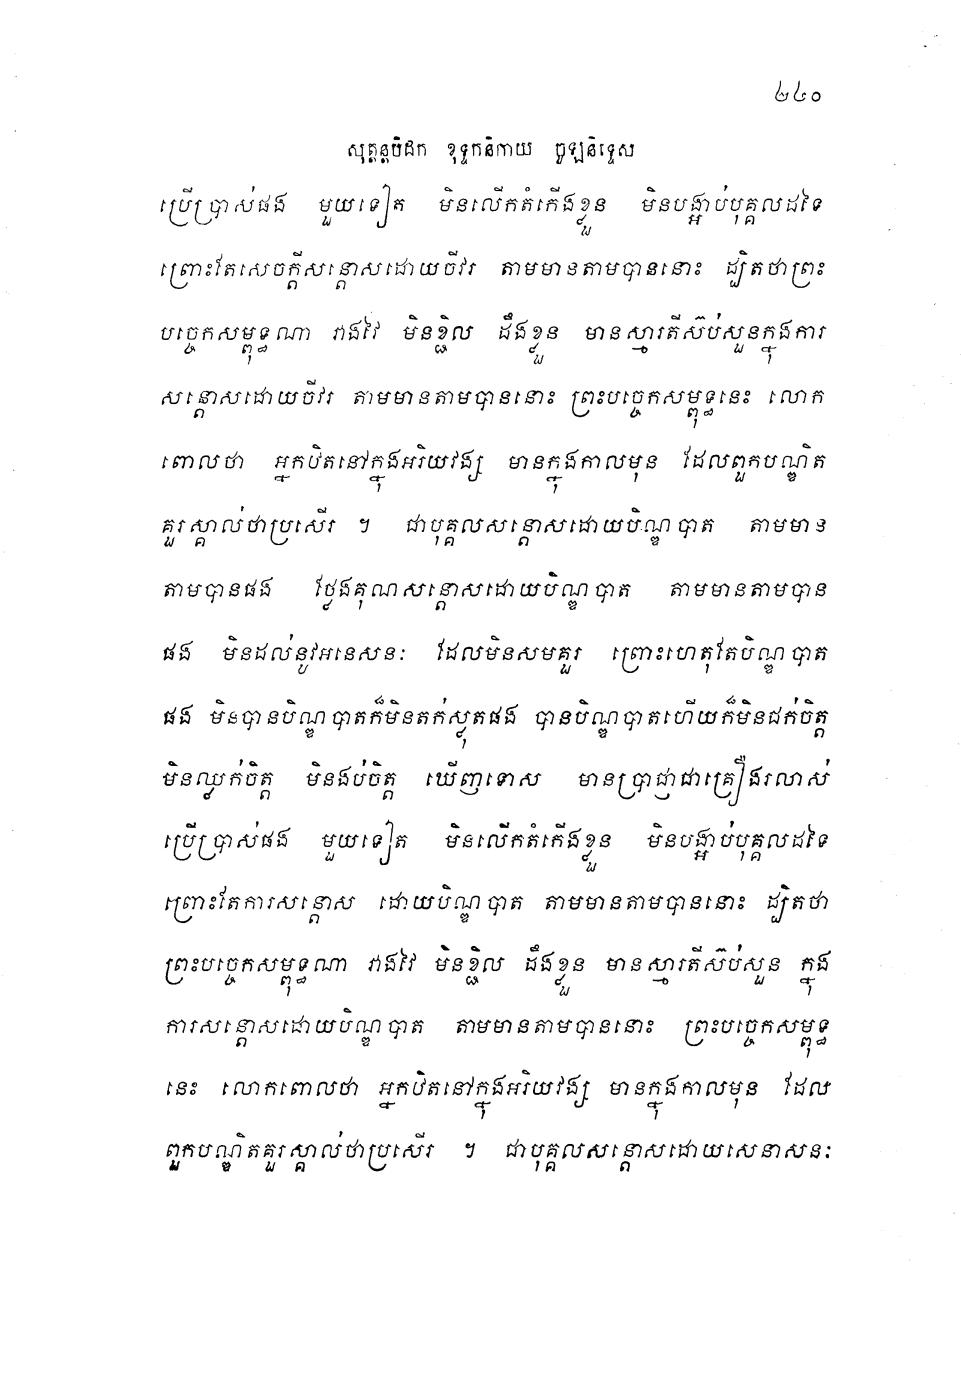 ២៤០
សុត្តន្តបិដក ខុទ្ទកនិកាយ ចូឡនិទ្ទេស
ប្រើប្រាស់ផង មួយទៀត មិនលើកតំកើងខ្លួន មិនបង្អាប់បុគ្គលដទៃ
ព្រោះតែសេចក្តីសន្តោសដោយចីវរ តាមមានតាមបាននោះ ដ្បិតថាព្រះ
បច្ចេកសម្ពុទ្ធណា វាងវៃ មិនខ្ជិល ដឹងខ្លួន មានស្មារតីស៊ប់សួនក្នុងការ
សន្តោសដោយចីវរ តាមមានតាមបាននោះ ព្រះបច្ចេកសម្ពុទ្ធនេះ លោក
ពោលថា អ្នកឋិតនៅក្នុងអរិយវង្ស មានក្នុងកាលមុន ដែលពួកបណ្ឌិត
គួរស្គាល់ថាប្រសើរ ។ ជាបុគ្គលសន្តោសដោយបិណ្ឌបាត តាមមាន
តាមបានផង ថ្លែងគុណសន្តោសដោយបិណ្ឌបាត តាមមានតាមបាន
ផង មិនដល់នូវអនេសនៈ ដែលមិនសមគួរ ព្រោះហេតុតែបិណ្ឌបាត
ផង មិនបានបិណ្ឌបាតក៏មិនតក់ស្លុតផង បានបិណ្ឌបាតហើយក៏មិនជក់ចិត្ត
មិនឈ្លក់ចិត្ត មិនងប់ចិត្ត ឃើញទោស មានប្រាជ្ញាជាគ្រឿងរលាស់
ប្រើប្រាស់ផង មួយទៀត មិនលើកតំកើងខ្លួន មិនបង្អាប់បុគ្គលដទៃ
ព្រោះតែការសន្តោស ដោយបិណ្ឌបាត តាមមានតាមបាននោះ ដ្បិតថា
ព្រះបច្ចេកសម្ពុទ្ធណា វាងវៃ មិនខ្ជិល ដឹងខ្លួន មានស្មារតីស៊ប់សួន ក្នុង
ការសន្តោសដោយបិណ្ឌបាត តាមមានតាមបាននោះ ព្រះបច្ចេកសម្ពុទ្ធ
នេះ លោកពោលថា អ្នកឋិតនៅក្នុងអរិយវង្ស មានក្នុងកាលមុន ដែល
ពួកបណ្ឌិតគួរស្គាល់ថាប្រសើរ ។ ជាបុគ្គលសន្តោសដោយសេនាសនៈ